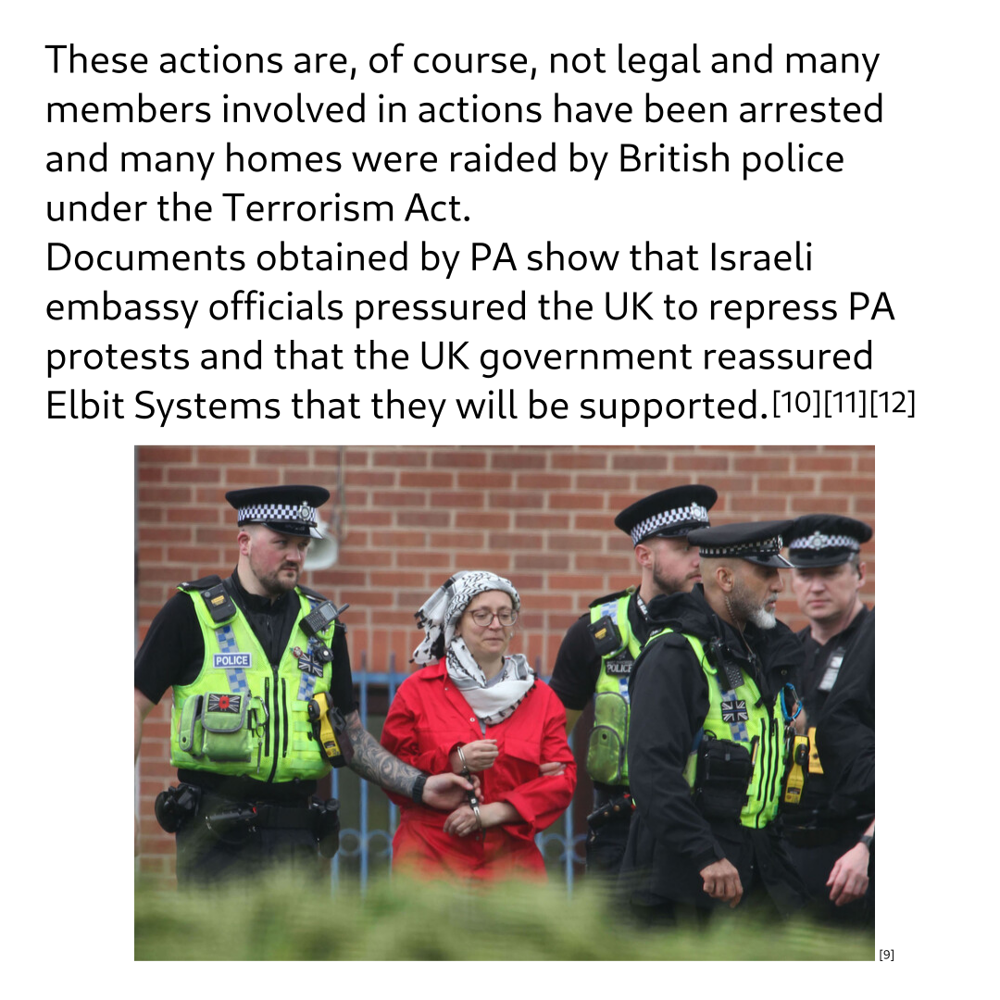 These actions are, of course, not legal and many
members involved in actions have been arrested
and many homes were raided by British police
under the Terrorism Act.
Documents obtained by PA show that Israeli
embassy officials pressured the UK to repress PA
protests and that the UK government reassured
Elbit Systems that they will be supported.[10][11][12]
POLICE
POLICE
[9]